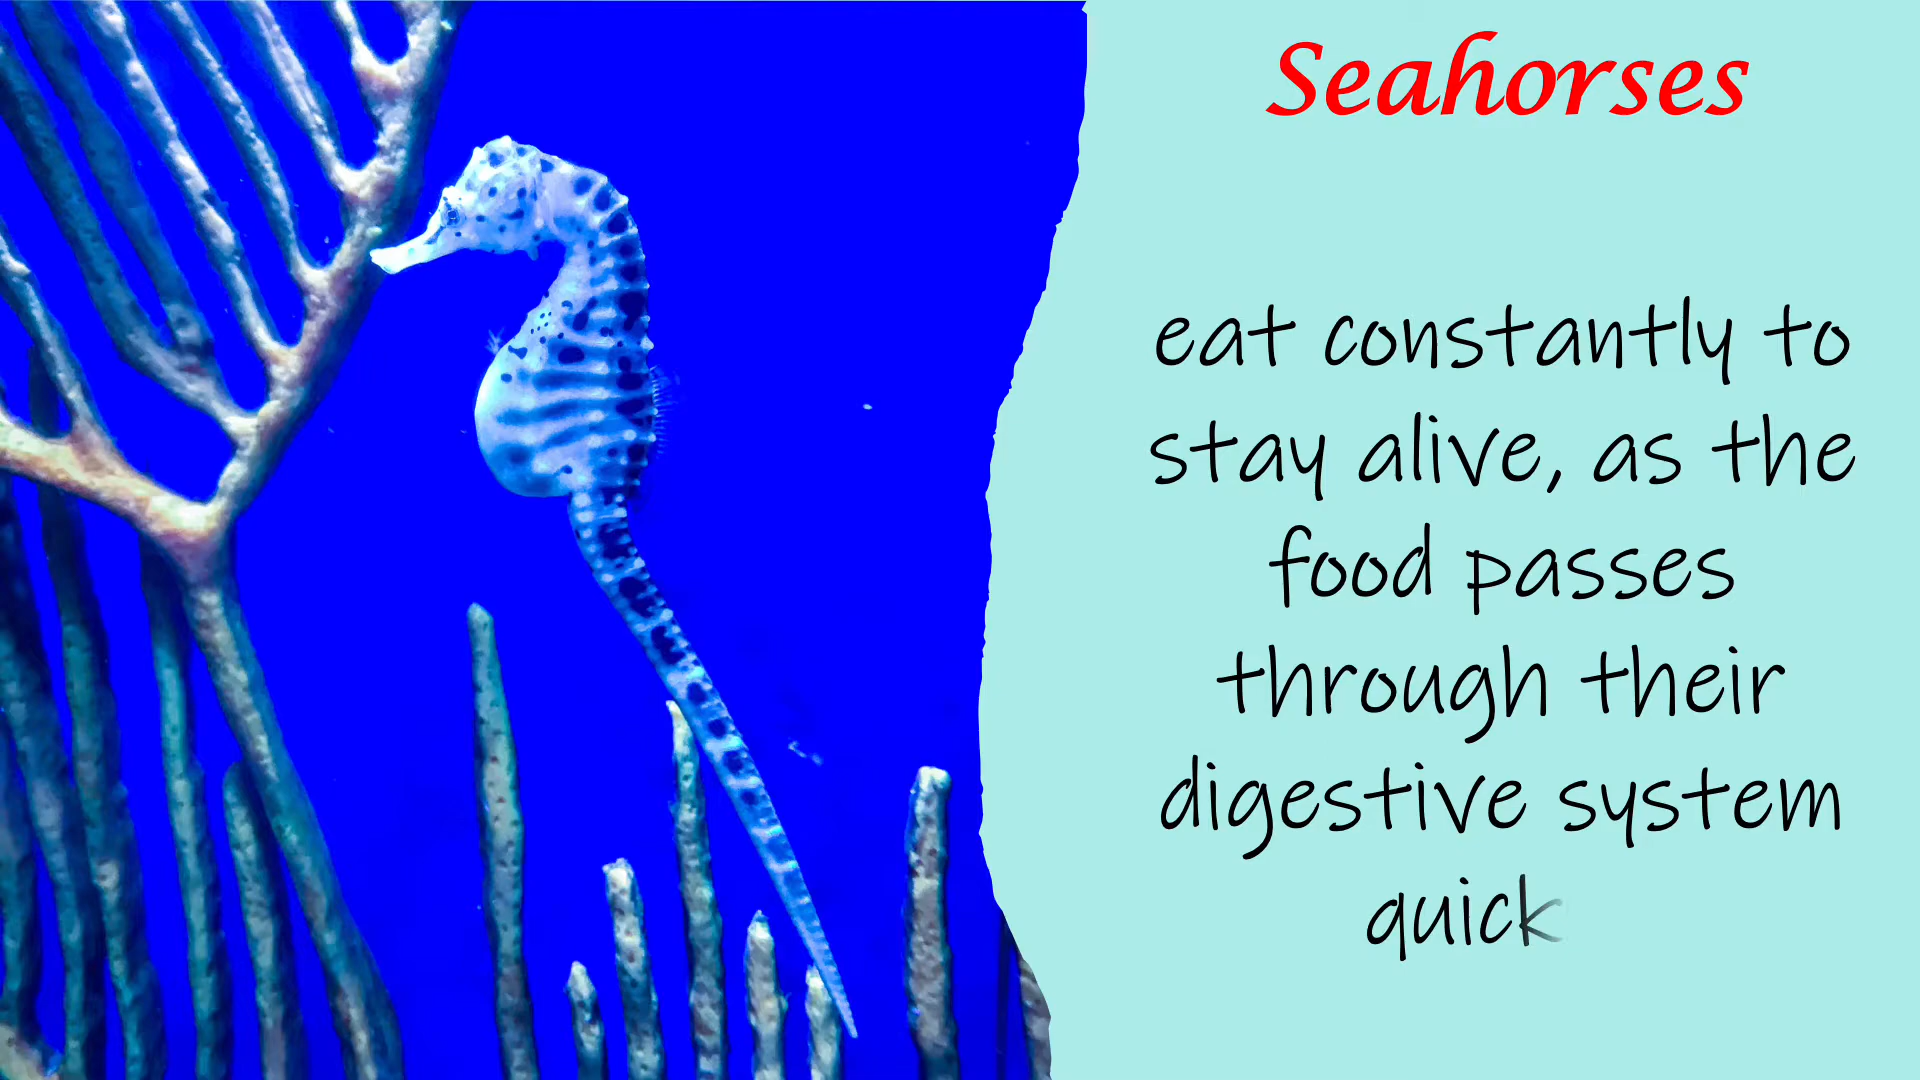 Seahorses
eat constantly to
stay alive, as the
food passes
through their
digestive system
quick